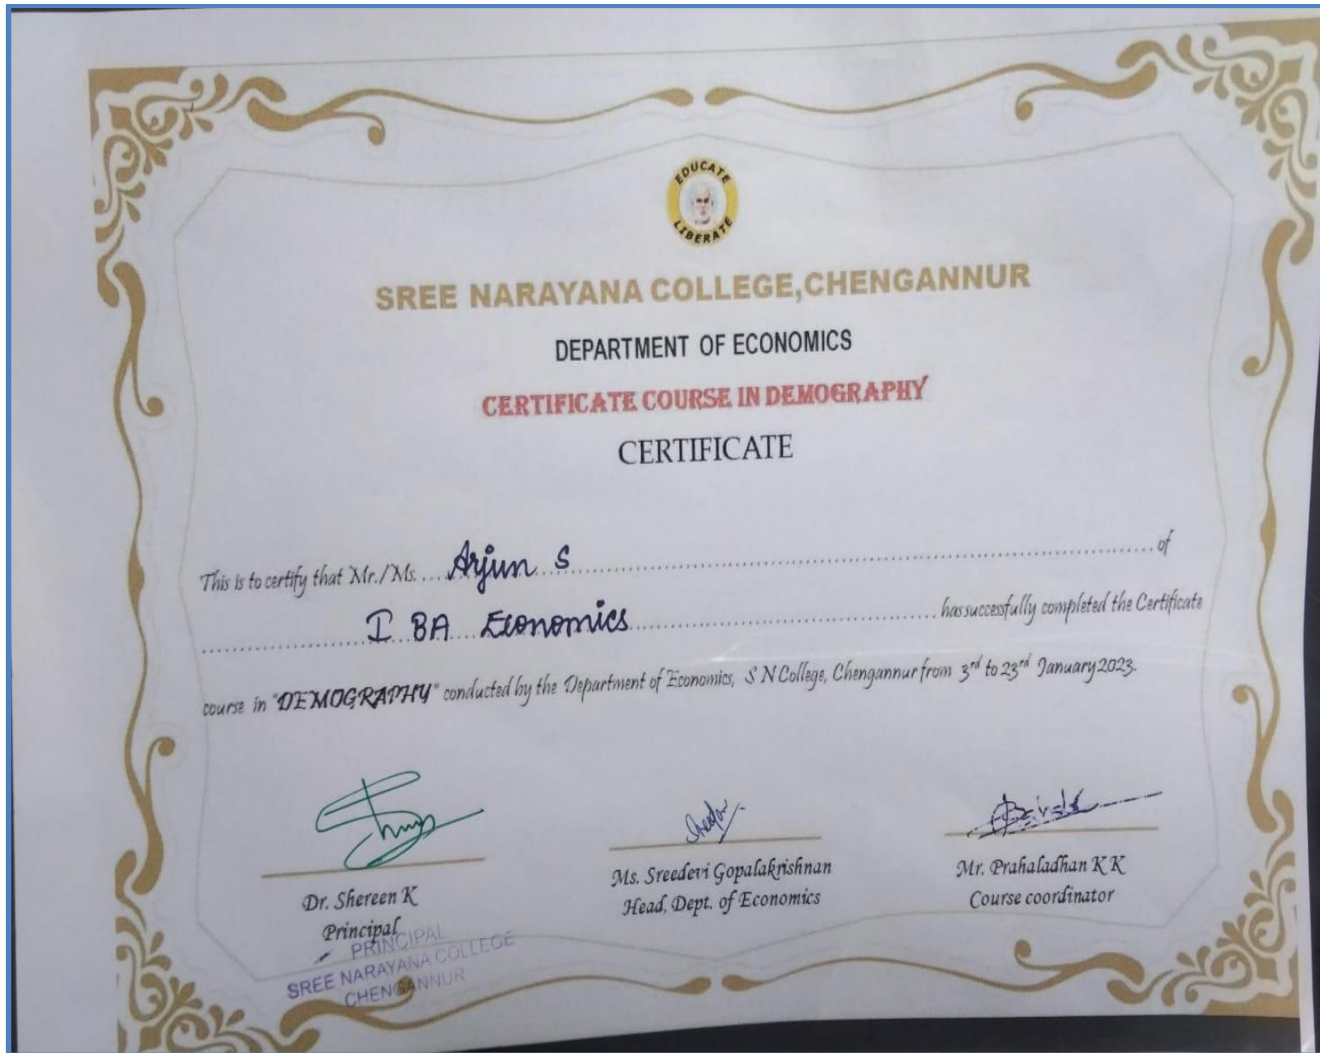 EDUCATE
LIBERATE
SREE NARAYANA COLLEGE,CHENGANNUR
DEPARTMENT OF ECONOMICS
CERTIFICATE COURSE IN DEMOGRAPHY
CERTIFICATE
This is to certify that Mr./Ms. ....Arjun S............................................................ of
............................I BA Economics.......................................... has successfully completed the Certificate
course in "DEMOGRAPHY" conducted by the Department of Economics, S N College, Chengannur from 3rd to 23rd January 2023.
Dr. Shereen K
Principal
Ms. Sreedevi Gopalakrishnan
Head, Dept. of Economics
Mr. Prahaladhan K K
Course coordinator
PRINCIPAL
SREE NARAYANA COLLEGE
CHENGANNUR